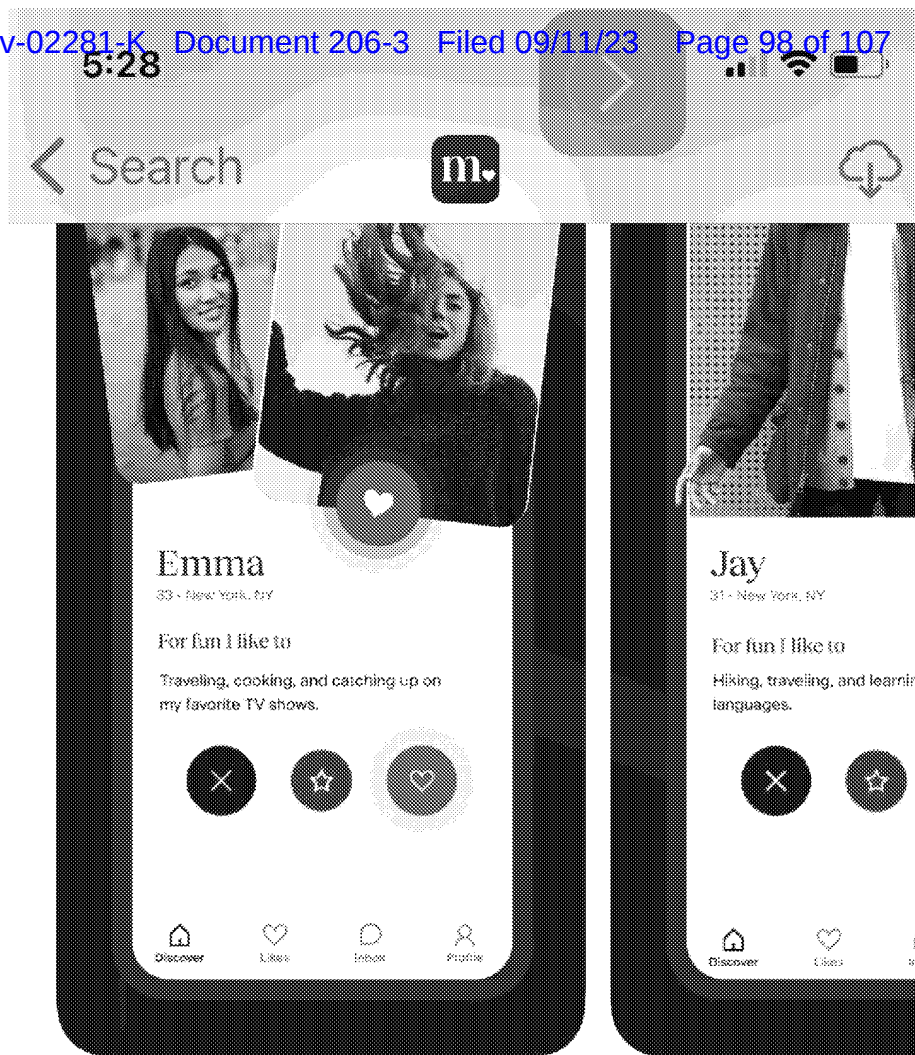 v-02281-K Document 206-3 Filed 09/11/23 Page 98 of 107
5:28
Search
m
Emma
33 - New York, NY
For fun I like to
Traveling, cooking, and catching up on
my favorite TV shows.
Discover Likes Inbox Profile
Jay
31 - New York, NY
For fun I like to
Hiking, traveling, and learnin
languages.
Discover Likes